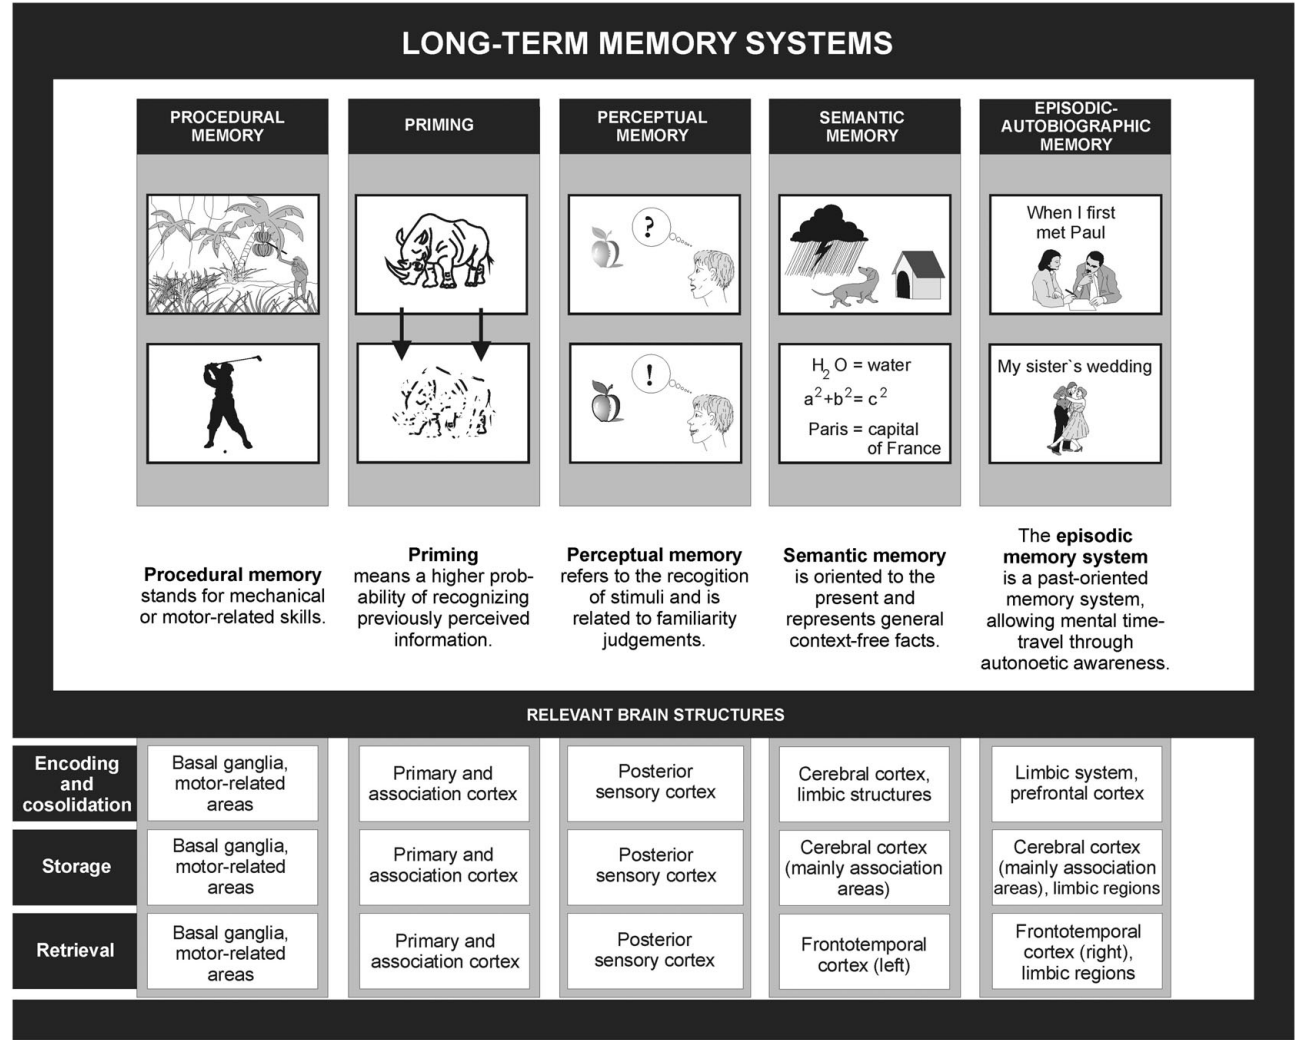 LONG-TERM MEMORY SYSTEMS
PROCEDURAL
MEMORY
PRIMING
PERCEPTUAL
MEMORY
SEMANTIC
MEMORY
EPISODIC-
AUTOBIOGRAPHIC
MEMORY
?
When I first
met Paul
!
H2O = water
a²+b²= c²
Paris = capital
of France
My sister`s wedding
Procedural memory
stands for mechanical
or motor-related skills.
Priming
means a higher prob-
ability of recognizing
previously perceived
information.
Perceptual memory
refers to the recogition
of stimuli and is
related to familiarity
judgements.
Semantic memory
is oriented to the
present and
represents general
context-free facts.
The episodic
memory system
is a past-oriented
memory system,
allowing mental time-
travel through
autonoetic awareness.
RELEVANT BRAIN STRUCTURES
Encoding
and
cosolidation
Basal ganglia,
motor-related
areas
Primary and
association cortex
Posterior
sensory cortex
Cerebral cortex,
limbic structures
Limbic system,
prefrontal cortex
Storage
Basal ganglia,
motor-related
areas
Primary and
association cortex
Posterior
sensory cortex
Cerebral cortex
(mainly association
areas)
Cerebral cortex
(mainly association
areas), limbic regions
Retrieval
Basal ganglia,
motor-related
areas
Primary and
association cortex
Posterior
sensory cortex
Frontotemporal
cortex (left)
Frontotemporal
cortex (right),
limbic regions